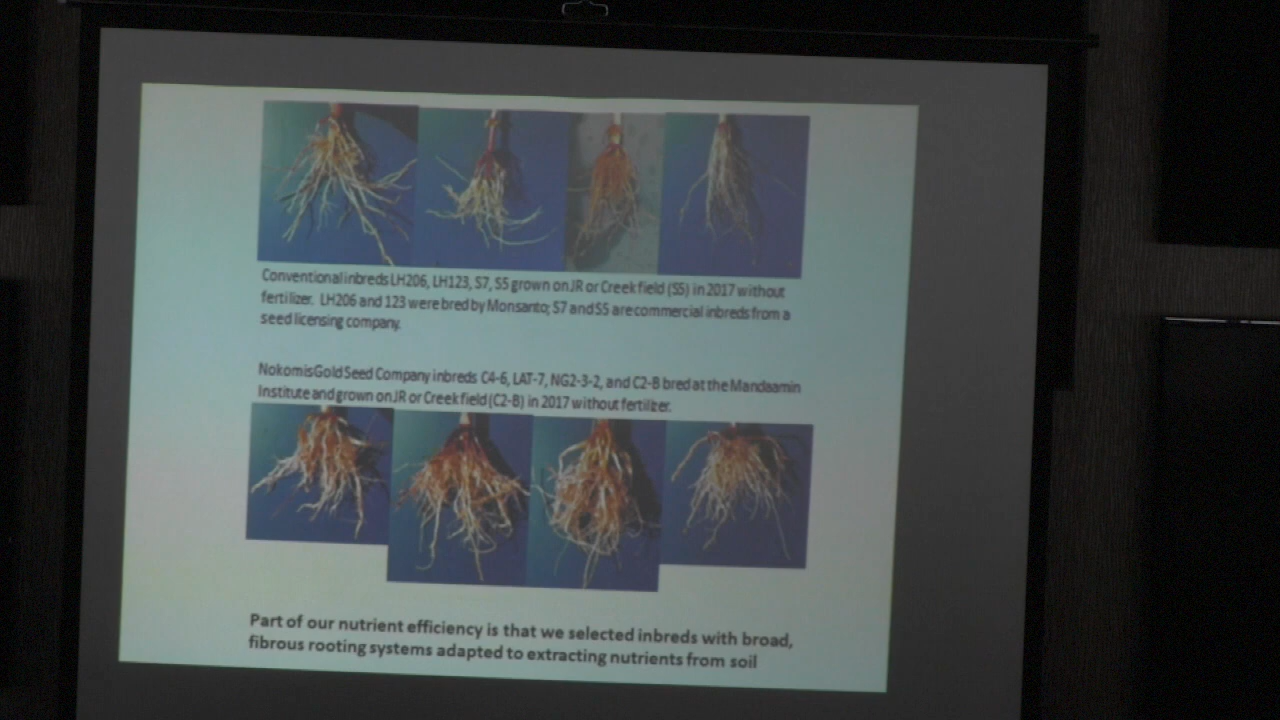 Conventional inbreds LH206, LH123, S7, S5 grown on JR or Creek field (S5) in 2017 without
fertilizer. LH206 and 123 were bred by Monsanto; S7 and S5 are commercial inbreds from a
seed licensing company.
Nokomis Gold Seed Company inbreds C4-6, LAT-7, NG2-3-2, and C2-B bred at the Mandaamin
Institute and grown on JR or Creek field (C2-B) in 2017 without fertilizer.
Part of our nutrient efficiency is that we selected inbreds with broad,
fibrous rooting systems adapted to extracting nutrients from soil